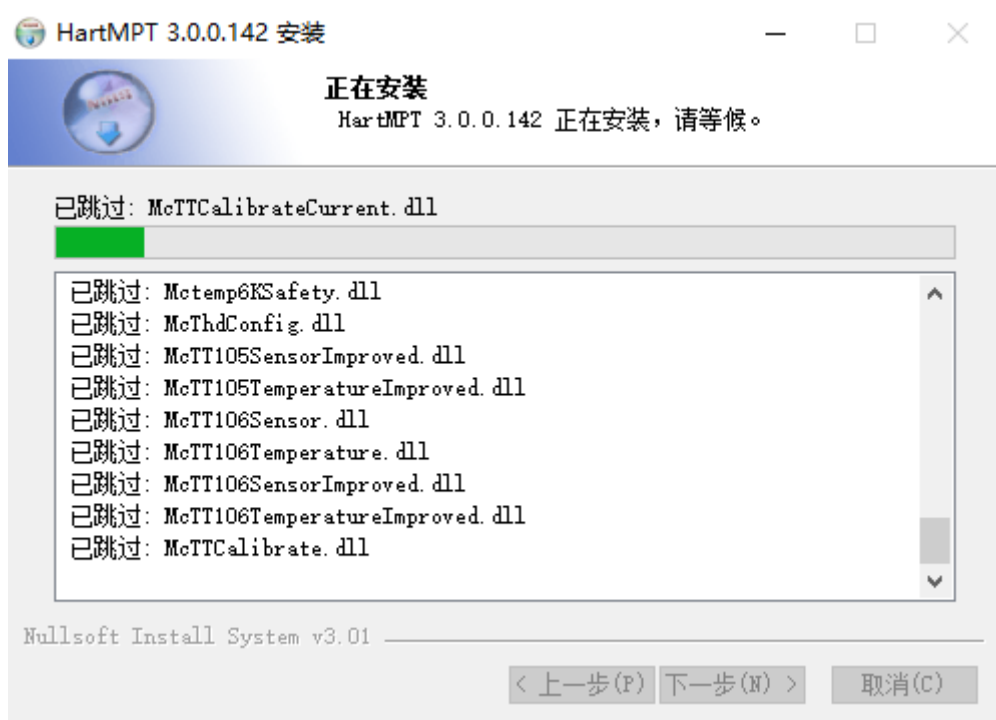 HartMPT 3.0.0.142 安装
正在安装
HartMPT 3.0.0.142 正在安装，请等候。
已跳过: McTTCalibrateCurrent.dll
已跳过: Mctemp6KSafety.dll
已跳过: McThdConfig.dll
已跳过: McTT105SensorImproved.dll
已跳过: McTT105TemperatureImproved.dll
已跳过: McTT106Sensor.dll
已跳过: McTT106Temperature.dll
已跳过: McTT106SensorImproved.dll
已跳过: McTT106TemperatureImproved.dll
已跳过: McTTCalibrate.dll
Nullsoft Install System v3.01
< 上一步(P) 下一步(N) > 取消(C)